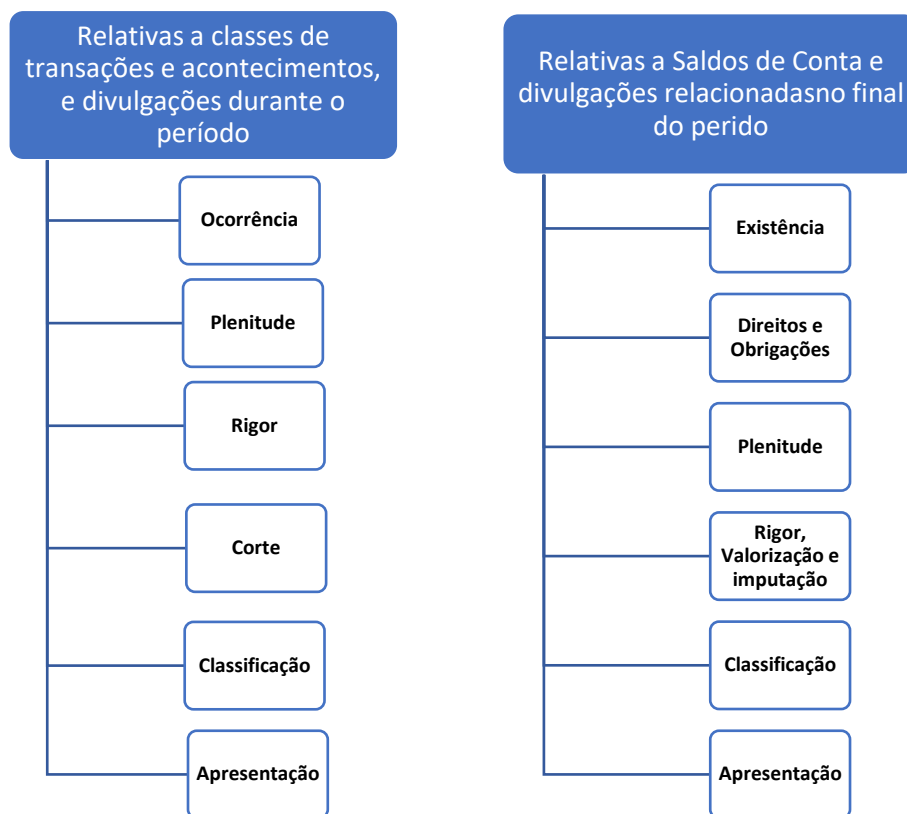 Relativas a classes de
transações e acontecimentos,
e divulgações durante o
período
Ocorrência
Plenitude
Rigor
Corte
Classificação
Apresentação
Relativas a Saldos de Conta e
divulgações relacionadasno final
do perido
Existência
Direitos e
Obrigações
Plenitude
Rigor,
Valorização e
imputação
Classificação
Apresentação